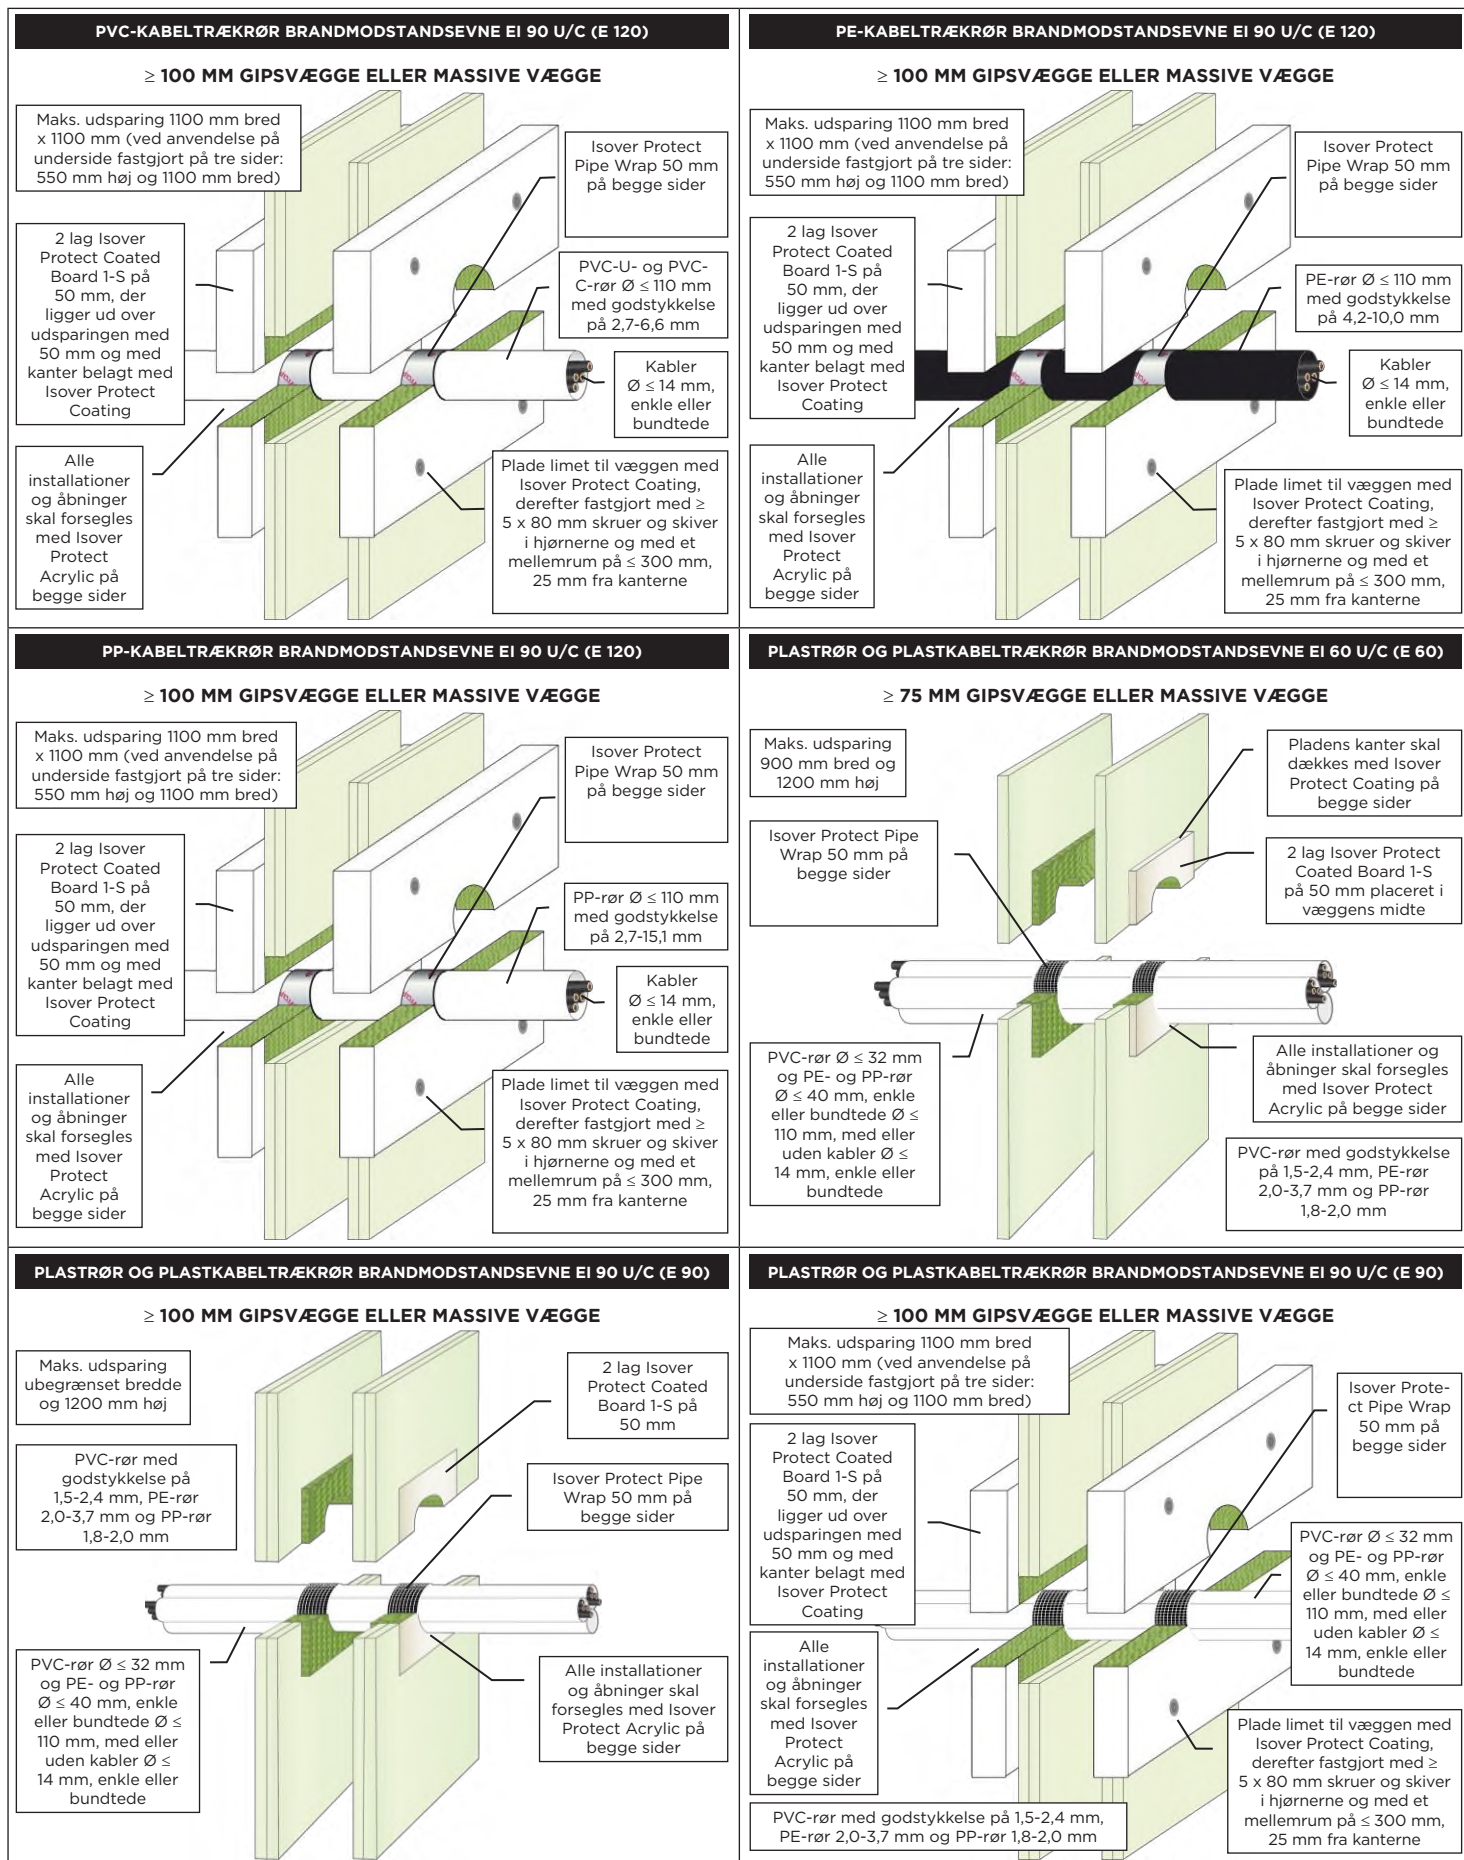 PVC-KABELTRÆKRØR BRANDMODSTANDSEVNE EI 90 U/C (E 120)
≥ 100 MM GIPSVÆGGE ELLER MASSIVE VÆGGE
Maks. udsparing 1100 mm bred
x 1100 mm (ved anvendelse på
underside fastgjort på tre sider:
550 mm høj og 1100 mm bred)
Isover Protect
Pipe Wrap 50 mm
på begge sider
2 lag Isover
Protect Coated
Board 1-S på
50 mm, der
ligger ud over
udsparingen med
50 mm og med
kanter belagt med
Isover Protect
Coating
PVC-U- og PVC-
C-rør Ø ≤ 110 mm
med godstykkelse
på 2,7-6,6 mm
Kabler
Ø ≤ 14 mm,
enkle eller
bundtede
Alle
installationer
og åbninger
skal forsegles
med Isover
Protect
Acrylic på
begge sider
Plade limet til væggen med
Isover Protect Coating,
derefter fastgjort med ≥
5 x 80 mm skruer og skiver
i hjørnerne og med et
mellemrum på ≤ 300 mm,
25 mm fra kanterne
PE-KABELTRÆKRØR BRANDMODSTANDSEVNE EI 90 U/C (E 120)
≥ 100 MM GIPSVÆGGE ELLER MASSIVE VÆGGE
Maks. udsparing 1100 mm bred
x 1100 mm (ved anvendelse på
underside fastgjort på tre sider:
550 mm høj og 1100 mm bred)
Isover Protect
Pipe Wrap 50 mm
på begge sider
2 lag Isover
Protect Coated
Board 1-S på
50 mm, der
ligger ud over
udsparingen med
50 mm og med
kanter belagt med
Isover Protect
Coating
PE-rør Ø ≤ 110 mm
med godstykkelse
på 4,2-10,0 mm
Kabler
Ø ≤ 14 mm,
enkle eller
bundtede
Alle
installationer
og åbninger
skal forsegles
med Isover
Protect
Acrylic på
begge sider
Plade limet til væggen med
Isover Protect Coating,
derefter fastgjort med ≥
5 x 80 mm skruer og skiver
i hjørnerne og med et
mellemrum på ≤ 300 mm,
25 mm fra kanterne
PP-KABELTRÆKRØR BRANDMODSTANDSEVNE EI 90 U/C (E 120)
≥ 100 MM GIPSVÆGGE ELLER MASSIVE VÆGGE
Maks. udsparing 1100 mm bred
x 1100 mm (ved anvendelse på
underside fastgjort på tre sider:
550 mm høj og 1100 mm bred)
Isover Protect
Pipe Wrap 50 mm
på begge sider
2 lag Isover
Protect Coated
Board 1-S på
50 mm, der
ligger ud over
udsparingen med
50 mm og med
kanter belagt med
Isover Protect
Coating
PP-rør Ø ≤ 110 mm
med godstykkelse
på 2,7-15,1 mm
Kabler
Ø ≤ 14 mm,
enkle eller
bundtede
Alle
installationer
og åbninger
skal forsegles
med Isover
Protect
Acrylic på
begge sider
Plade limet til væggen med
Isover Protect Coating,
derefter fastgjort med ≥
5 x 80 mm skruer og skiver
i hjørnerne og med et
mellemrum på ≤ 300 mm,
25 mm fra kanterne
PLASTRØR OG PLASTKABELTRÆKRØR BRANDMODSTANDSEVNE EI 60 U/C (E 60)
≥ 75 MM GIPSVÆGGE ELLER MASSIVE VÆGGE
Maks. udsparing
900 mm bred og
1200 mm høj
Pladens kanter skal
dækkes med Isover
Protect Coating på
begge sider
Isover Protect Pipe
Wrap 50 mm på
begge sider
2 lag Isover Protect
Coated Board 1-S
på 50 mm placeret i
væggens midte
PVC-rør Ø ≤ 32 mm
og PE- og PP-rør
Ø ≤ 40 mm, enkle
eller bundtede Ø ≤
110 mm, med eller
uden kabler Ø ≤
14 mm, enkle eller
bundtede
Alle installationer og
åbninger skal forsegles
med Isover Protect
Acrylic på begge sider
PVC-rør med godstykkelse
på 1,5-2,4 mm, PE-rør
2,0-3,7 mm og PP-rør
1,8-2,0 mm
PLASTRØR OG PLASTKABELTRÆKRØR BRANDMODSTANDSEVNE EI 90 U/C (E 90)
≥ 100 MM GIPSVÆGGE ELLER MASSIVE VÆGGE
Maks. udsparing
ubegrænset bredde
og 1200 mm høj
2 lag Isover
Protect Coated
Board 1-S på
50 mm
PVC-rør med
godstykkelse på
1,5-2,4 mm, PE-rør
2,0-3,7 mm og PP-rør
1,8-2,0 mm
Isover Protect Pipe
Wrap 50 mm på
begge sider
PVC-rør Ø ≤ 32 mm
og PE- og PP-rør
Ø ≤ 40 mm, enkle
eller bundtede Ø ≤
110 mm, med eller
uden kabler Ø ≤
14 mm, enkle eller
bundtede
Alle installationer
og åbninger skal
forsegles med Isover
Protect Acrylic på
begge sider
PLASTRØR OG PLASTKABELTRÆKRØR BRANDMODSTANDSEVNE EI 90 U/C (E 90)
≥ 100 MM GIPSVÆGGE ELLER MASSIVE VÆGGE
Maks. udsparing 1100 mm bred
x 1100 mm (ved anvendelse på
underside fastgjort på tre sider:
550 mm høj og 1100 mm bred)
Isover Prote-
ct Pipe Wrap
50 mm på
begge sider
2 lag Isover
Protect Coated
Board 1-S på
50 mm, der
ligger ud over
udsparingen med
50 mm og med
kanter belagt med
Isover Protect
Coating
PVC-rør Ø ≤ 32 mm
og PE- og PP-rør
Ø ≤ 40 mm, enkle
eller bundtede Ø ≤
110 mm, med eller
uden kabler Ø ≤
14 mm, enkle eller
bundtede
Alle
installationer
og åbninger
skal forsegles
med Isover
Protect
Acrylic på
begge sider
Plade limet til væggen med
Isover Protect Coating,
derefter fastgjort med ≥
5 x 80 mm skruer og skiver
i hjørnerne og med et
mellemrum på ≤ 300 mm,
25 mm fra kanterne
PVC-rør med godstykkelse på 1,5-2,4 mm,
PE-rør 2,0-3,7 mm og PP-rør 1,8-2,0 mm